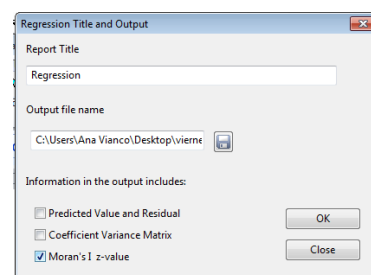 Regression Title and Output
Report Title
Regression
Output file name
C:\Users\Ana Vianco\Desktop\vierne
Information in the output includes:
Predicted Value and Residual
Coefficient Variance Matrix
Moran's I z-value
OK
Close